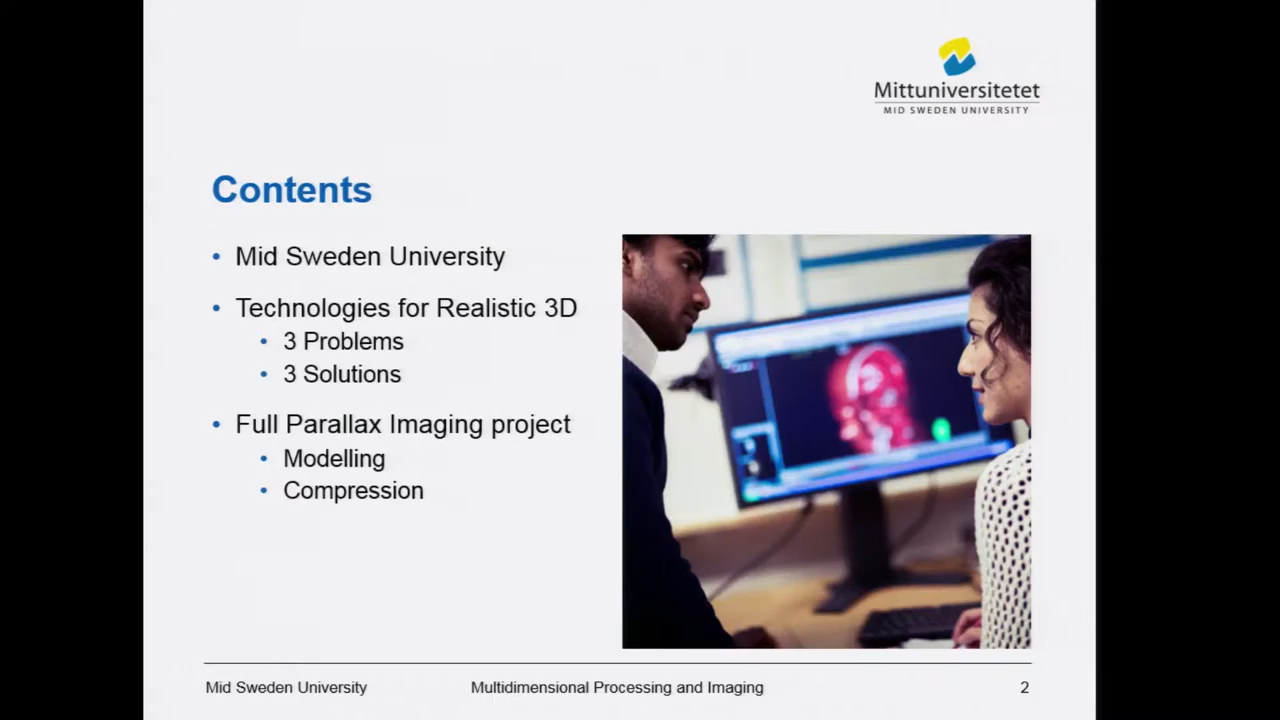 Mittuniversitetet
MID SWEDEN UNIVERSITY
Contents
• Mid Sweden University
• Technologies for Realistic 3D
• 3 Problems
• 3 Solutions
• Full Parallax Imaging project
• Modelling
• Compression
Mid Sweden University Multidimensional Processing and Imaging 2